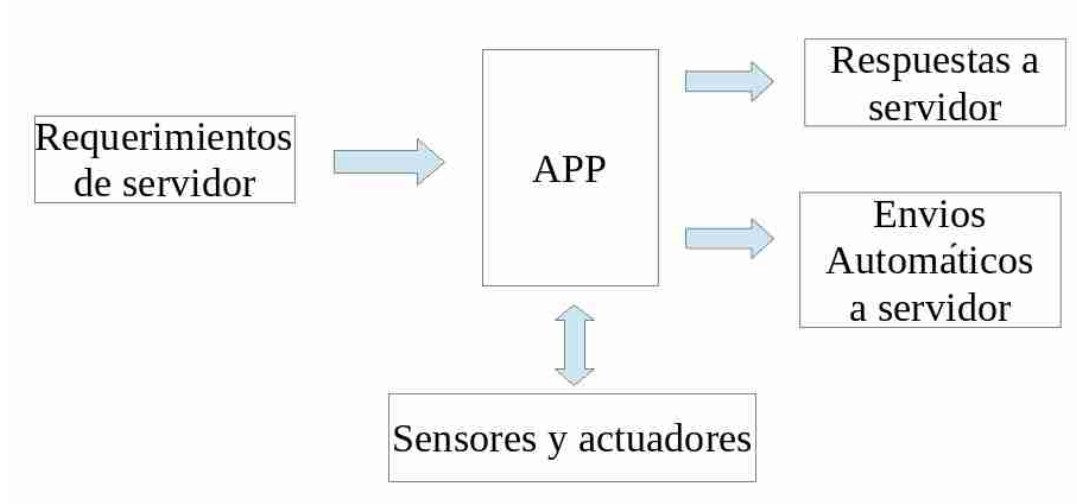 Requerimientos
de servidor
APP
Respuestas a
servidor
Envios
Automáticos
a servidor
Sensores y actuadores